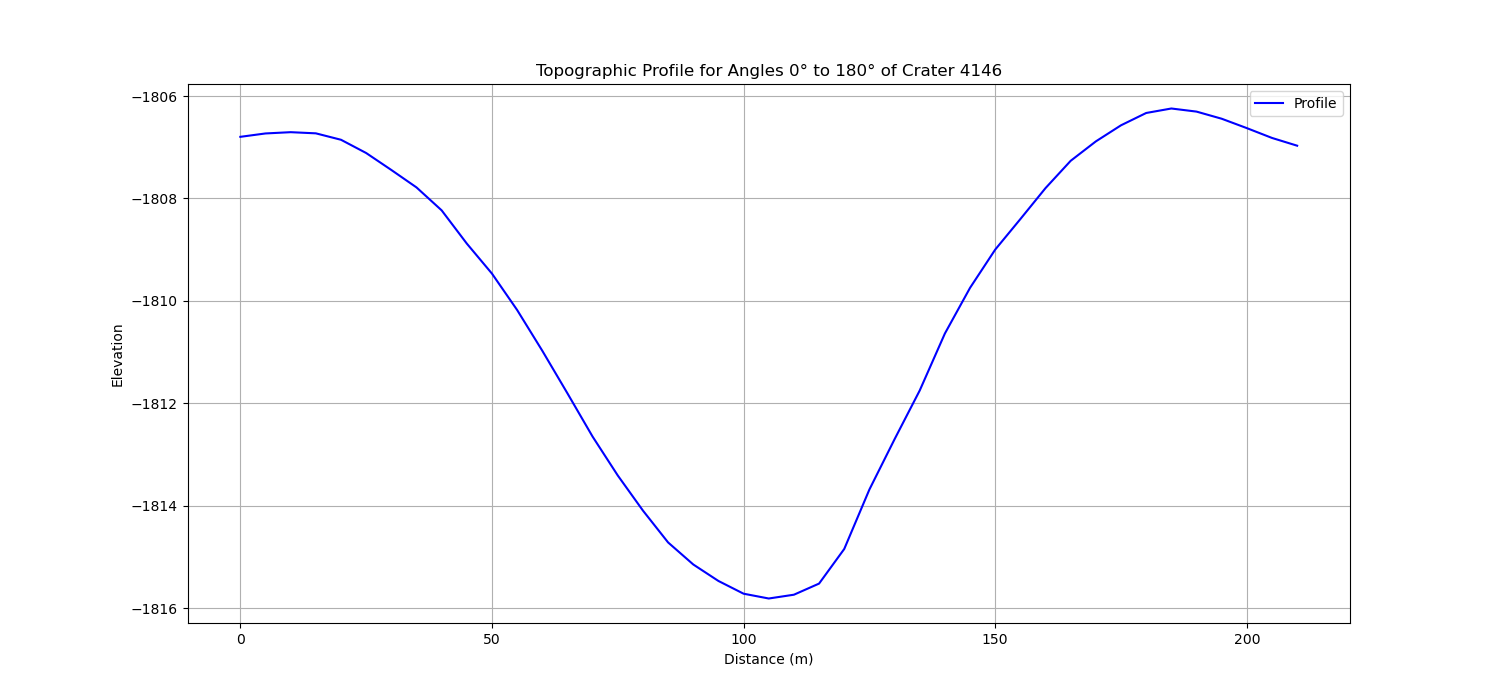 Topographic Profile for Angles 0° to 180° of Crater 4146
Profile
Elevation
−1806
−1808
−1810
−1812
−1814
−1816
0 50 100 150 200
Distance (m)